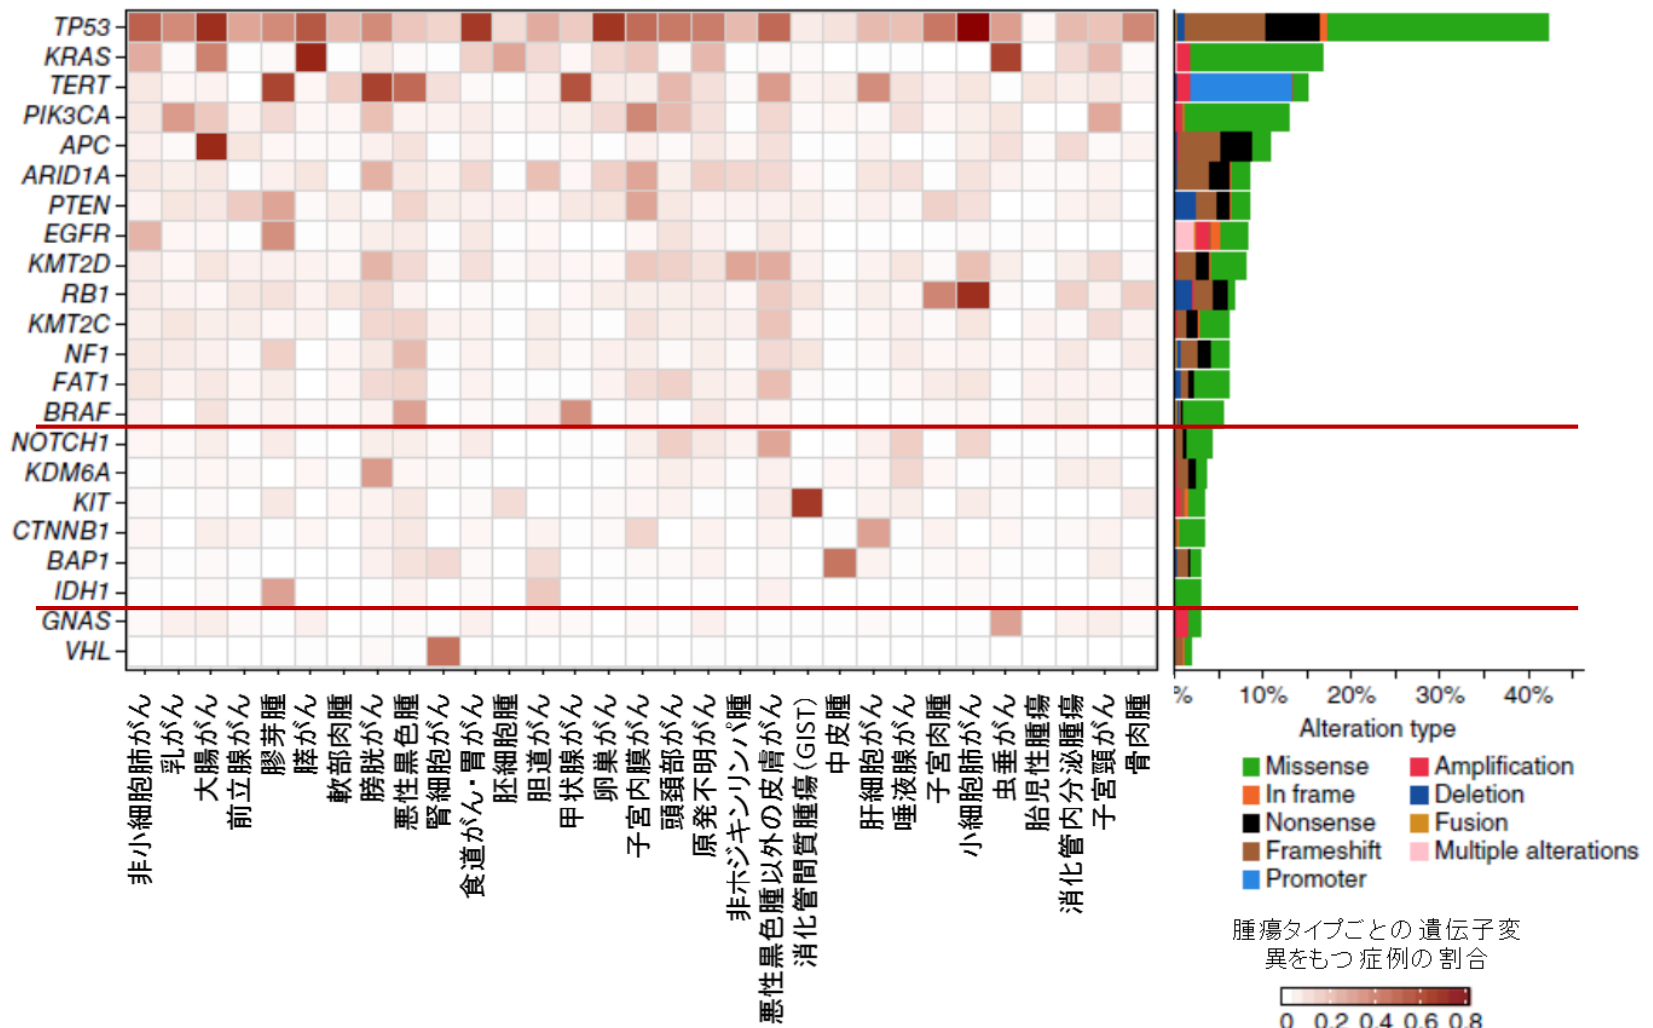 TP53
KRAS
TERT
PIK3CA
APC
ARID1A
PTEN
EGFR
KMT2D
RB1
KMT2C
NF1
FAT1
BRAF
NOTCH1
KDM6A
KIT
CTNNB1
BAP1
IDH1
GNAS
VHL
非小細胞肺がん
乳がん
大腸がん
前立腺がん
膠芽腫
膵がん
軟部肉腫
膀胱がん
悪性黒色腫
腎細胞がん
食道がん・胃がん
胚細胞腫
胆道がん
甲状腺がん
卵巣がん
子宮内膜がん
頭頚部がん
原発不明がん
非ホジキンリンパ腫
悪性黒色腫以外の皮膚がん
消化管間質腫瘍(GIST)
中皮腫
肝細胞がん
唾液腺がん
子宮肉腫
小細胞肺がん
虫垂がん
胎児性腫瘍
消化管内分泌腫瘍
子宮頸がん
骨肉腫
% 10% 20% 30% 40%
Alteration type
Missense Amplification
In frame Deletion
Nonsense Fusion
Frameshift Multiple alterations
Promoter
腫瘍タイプごとの遺伝子変
異をもつ症例の割合
0 0.2 0.4 0.6 0.8